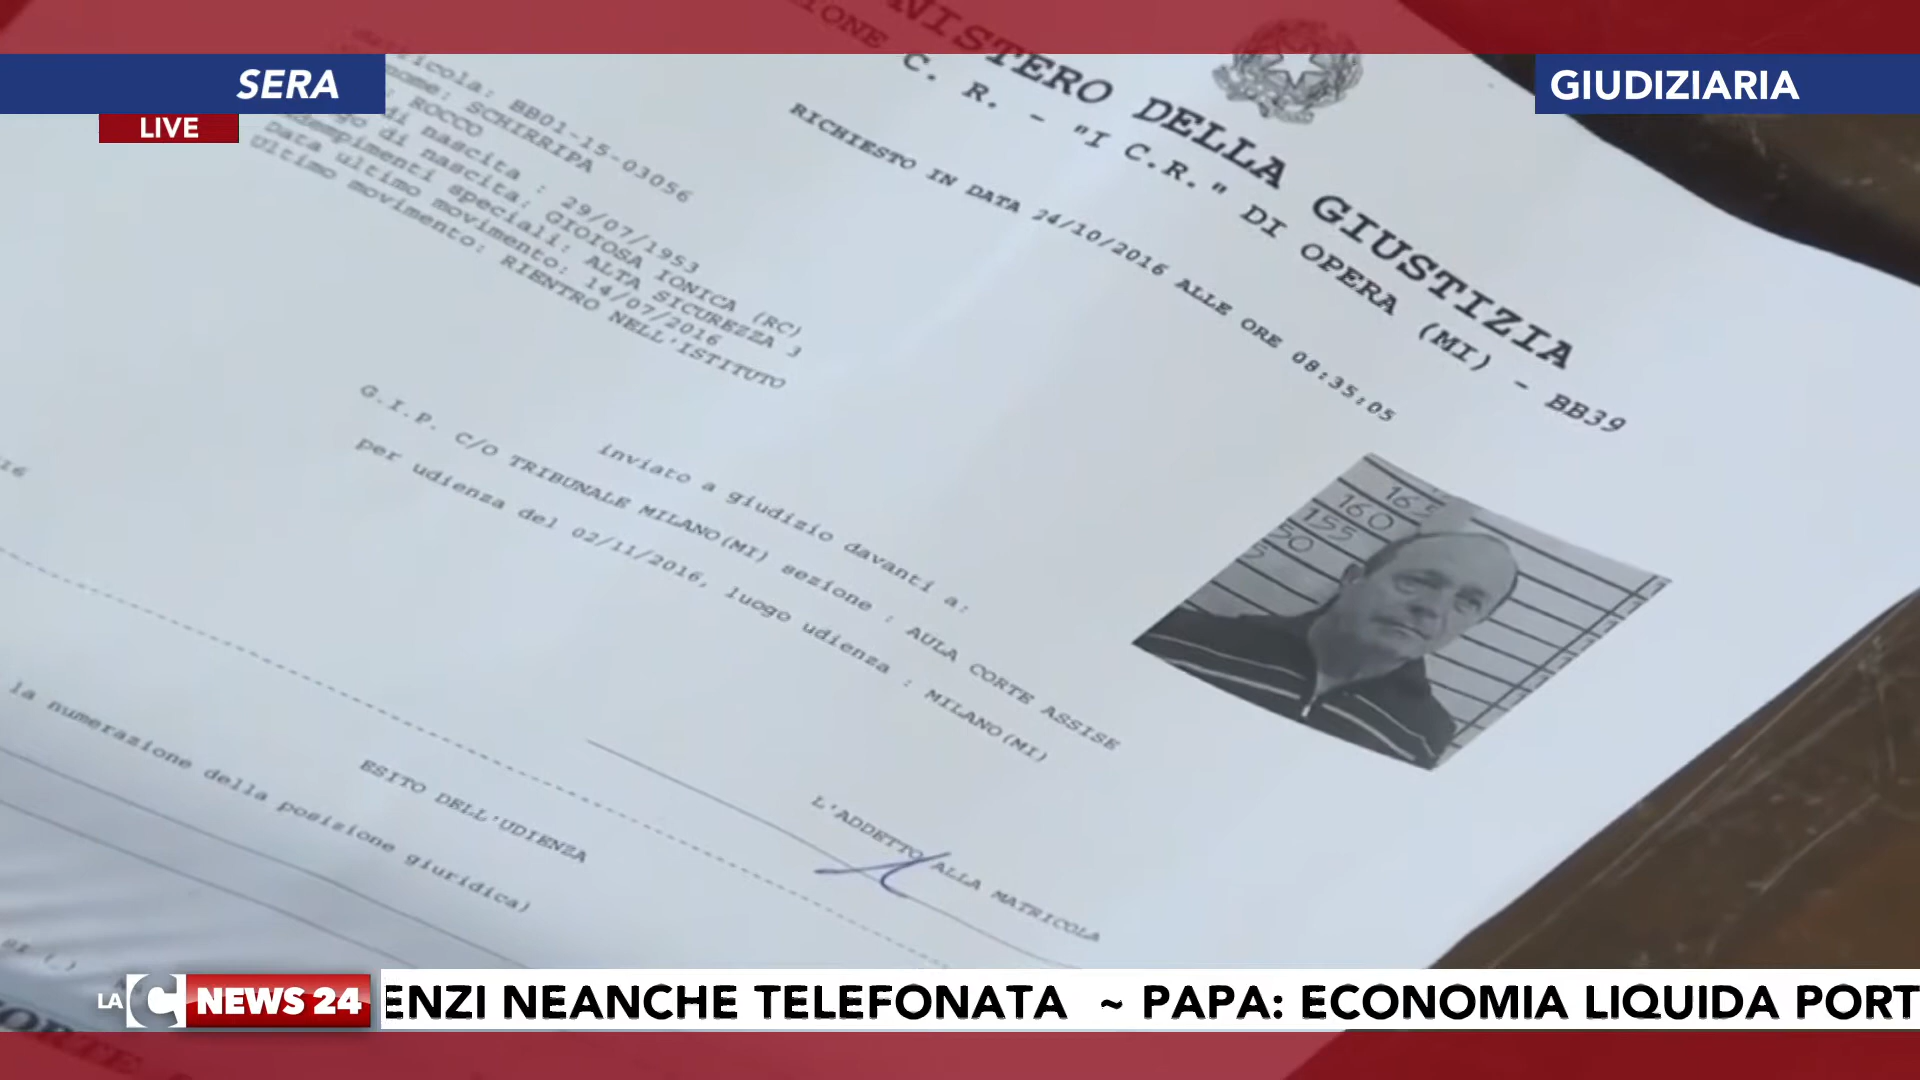 SERA
LIVE
GIUDIZIARIA
DELLA GIUSTIZIA
C. R. - "I C.R." DI OPERA (MI) - BB39
RICHIESTO IN DATA 24/10/2016 ALLE ORE 08:35:05
BB01-15-03056
SCHIRRIPA
ROCCO
di nascita : 29/07/1953
di nascita: GIOIOSA IONICA (RC)
speciali: ALTA SICUREZZA 3
Data ultimo movimento: 14/07/2016
Ultimo movimento: RIENTRO NELL'ISTITUTO
inviato a giudizio davanti a:
G.I.P. C/O TRIBUNALE MILANO(MI) sezione : AULA CORTE ASSISE
per udienza del 02/11/2016, luogo udienza : MILANO(MI)
165
160
155
L'ADDETTO ALLA MATRICOLA
ESITO DELL'UDIENZA
la numerazione della posizione giuridica)
LA C NEWS 24
ENZI NEANCHE TELEFONATA ~ PAPA: ECONOMIA LIQUIDA PORT